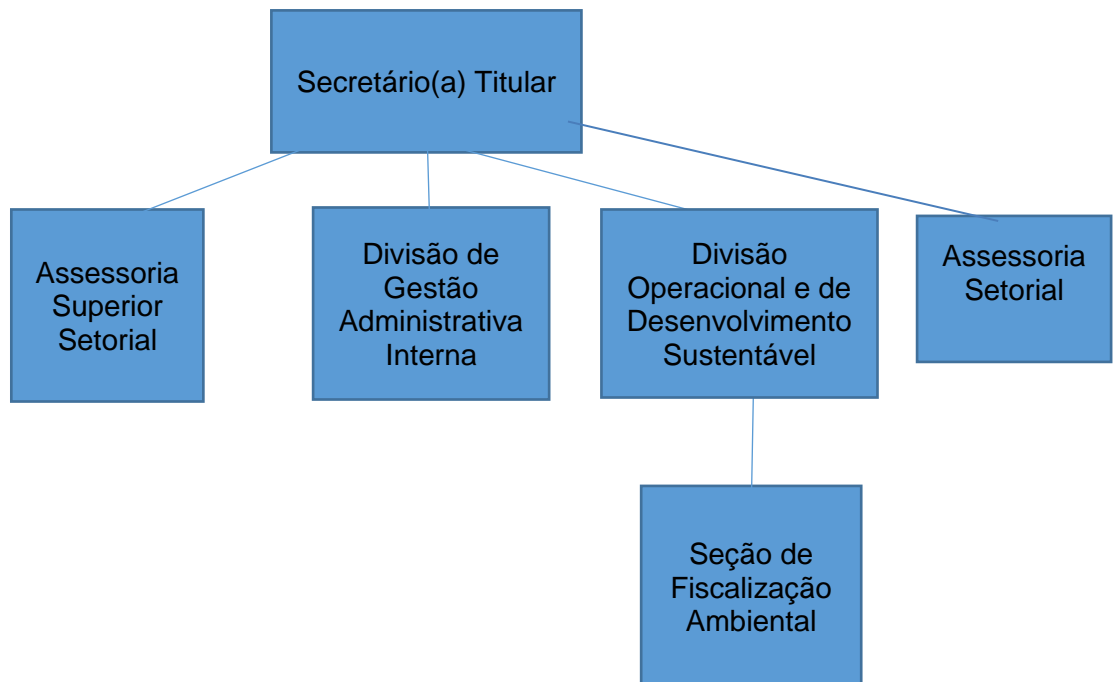 Secretário(a) Titular
Assessoria
Superior
Setorial
Divisão de
Gestão
Administrativa
Interna
Divisão
Operacional e de
Desenvolvimento
Sustentável
Assessoria
Setorial
Seção de
Fiscalização
Ambiental